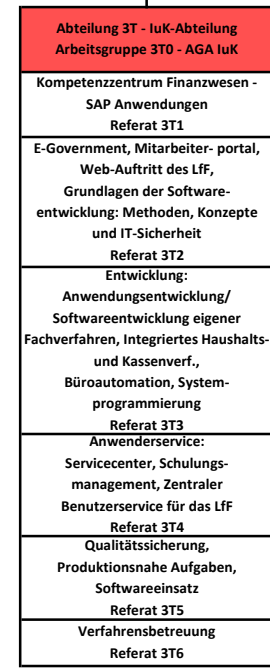 Abteilung 3T - IuK-Abteilung
Arbeitsgruppe 3T0 - AGA IuK
Kompetenzzentrum Finanzwesen -
SAP Anwendungen
Referat 3T1
E-Government, Mitarbeiter- portal,
Web-Auftritt des LfF,
Grundlagen der Software-
entwicklung: Methoden, Konzepte
und IT-Sicherheit
Referat 3T2
Entwicklung:
Anwendungsentwicklung/
Softwareentwicklung eigener
Fachverfahren, Integriertes Haushalts-
und Kassenverf.,
Büroautomation, System-
programmierung
Referat 3T3
Anwenderservice:
Servicecenter, Schulungs-
management, Zentraler
Benutzerservice für das LfF
Referat 3T4
Qualitätssicherung,
Produktionsnahe Aufgaben,
Softwareeinsatz
Referat 3T5
Verfahrensbetreuung
Referat 3T6